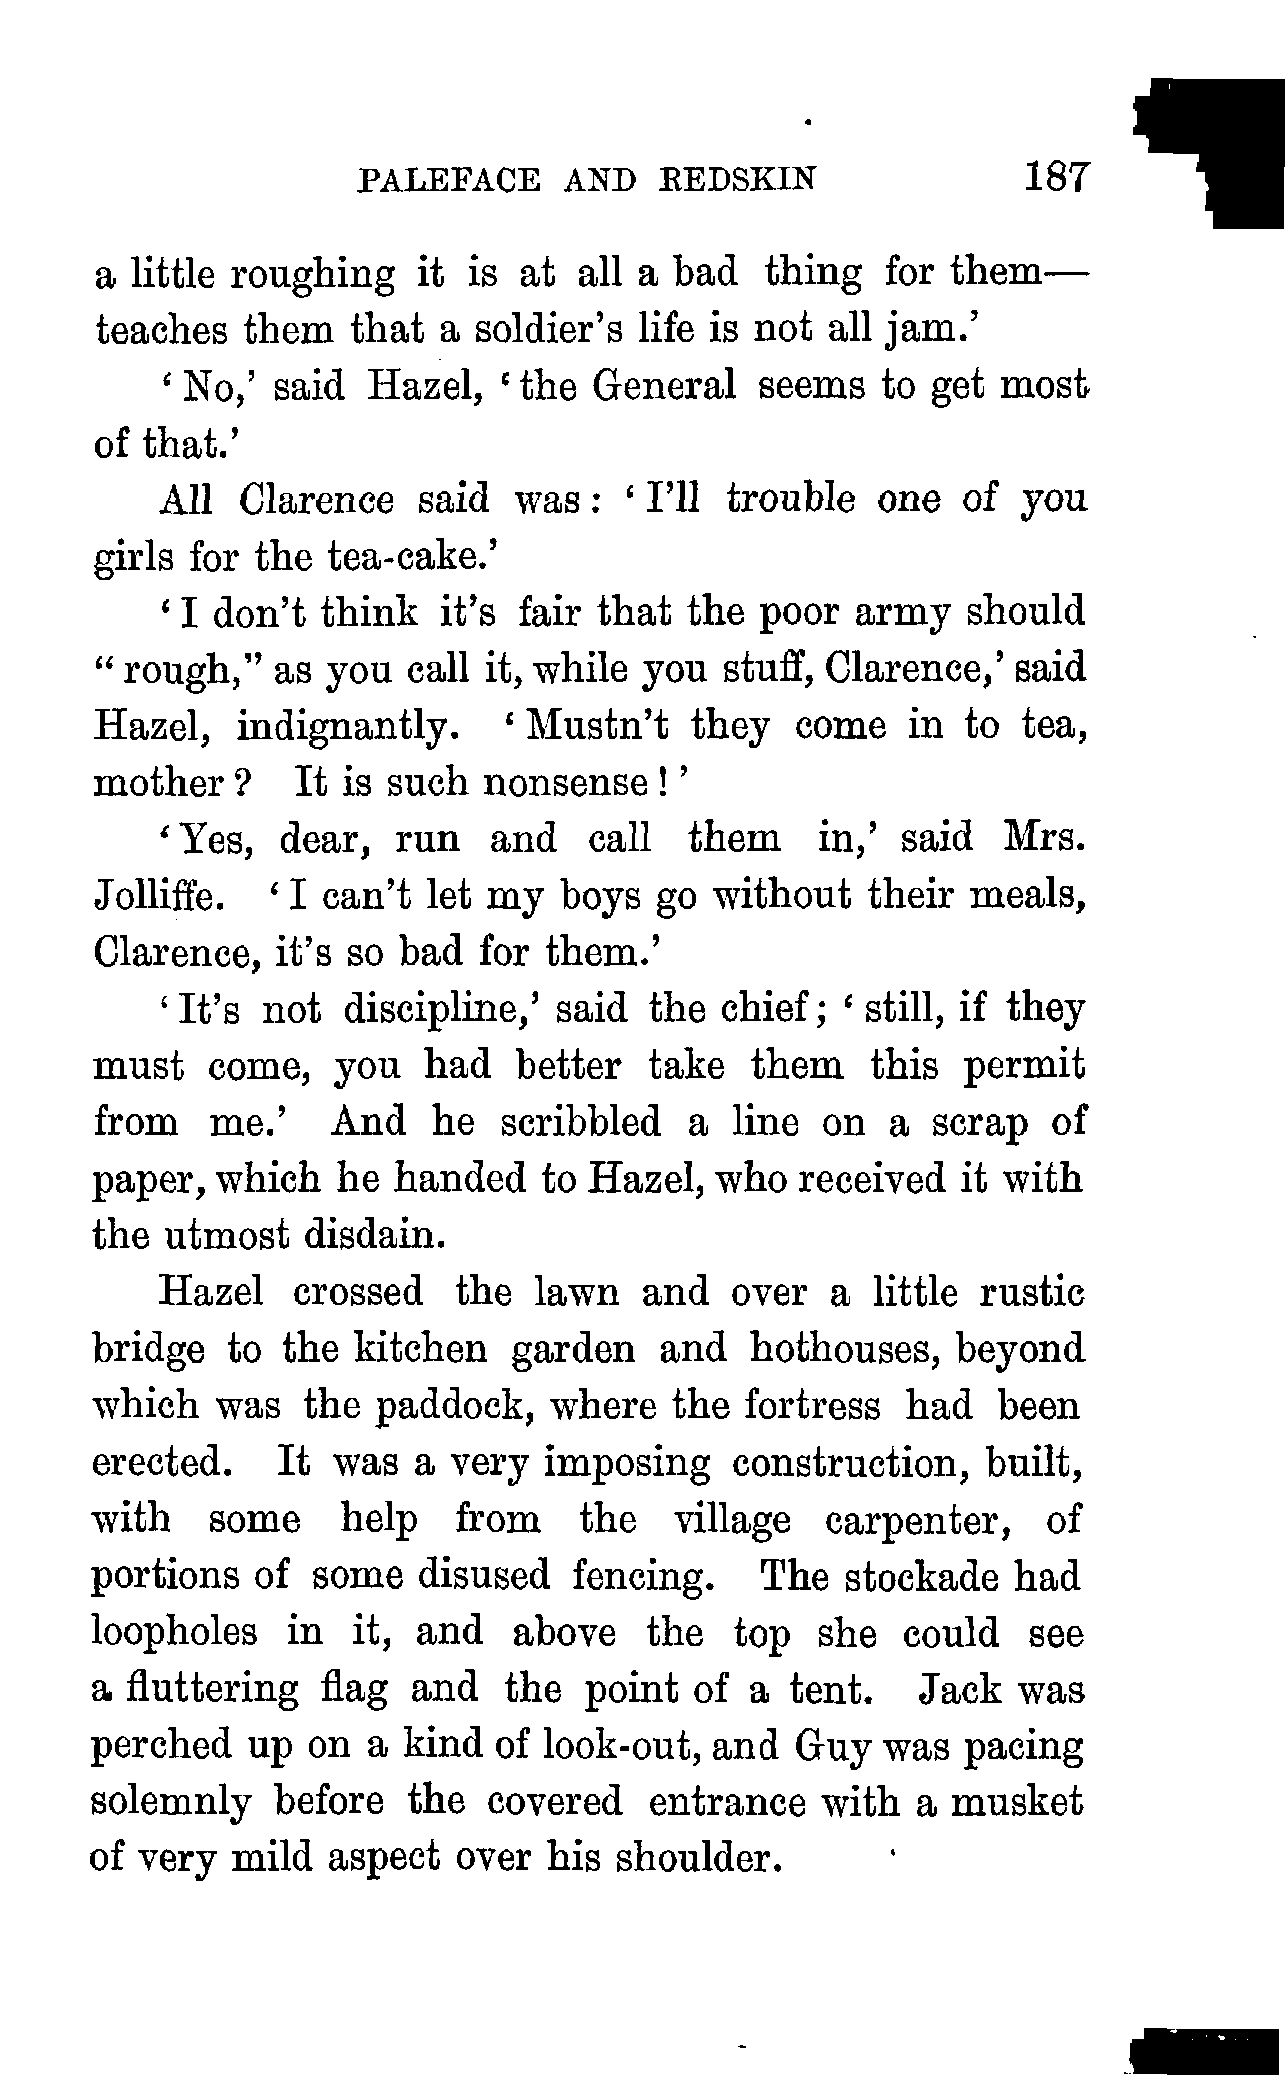 PALEFACE AND REDSKIN 187
a little roughing it is at all a bad thing for them—
teaches them that a soldier's life is not all jam.'
' No,' said Hazel, ' the General seems to get most
of that.'
All Clarence said was : ' I'll trouble one of you
girls for the tea-cake.'
' I don't think it's fair that the poor army should
" rough," as you call it, while you stuff, Clarence,' said
Hazel, indignantly. ' Mustn't they come in to tea,
mother ? It is such nonsense ! '
' Yes, dear, run and call them in,' said Mrs.
Jolliffe. ' I can't let my boys go without their meals,
Clarence, it's so bad for them.'
' It's not discipline,' said the chief ; ' still, if they
must come, you had better take them this permit
from me.' And he scribbled a line on a scrap of
paper, which he handed to Hazel, who received it with
the utmost disdain.
Hazel crossed the lawn and over a little rustic
bridge to the kitchen garden and hothouses, beyond
which was the paddock, where the fortress had been
erected. It was a very imposing construction, built,
with some help from the village carpenter, of
portions of some disused fencing. The stockade had
loopholes in it, and above the top she could see
a fluttering flag and the point of a tent. Jack was
perched up on a kind of look-out, and Guy was pacing
solemnly before the covered entrance with a musket
of very mild aspect over his shoulder.